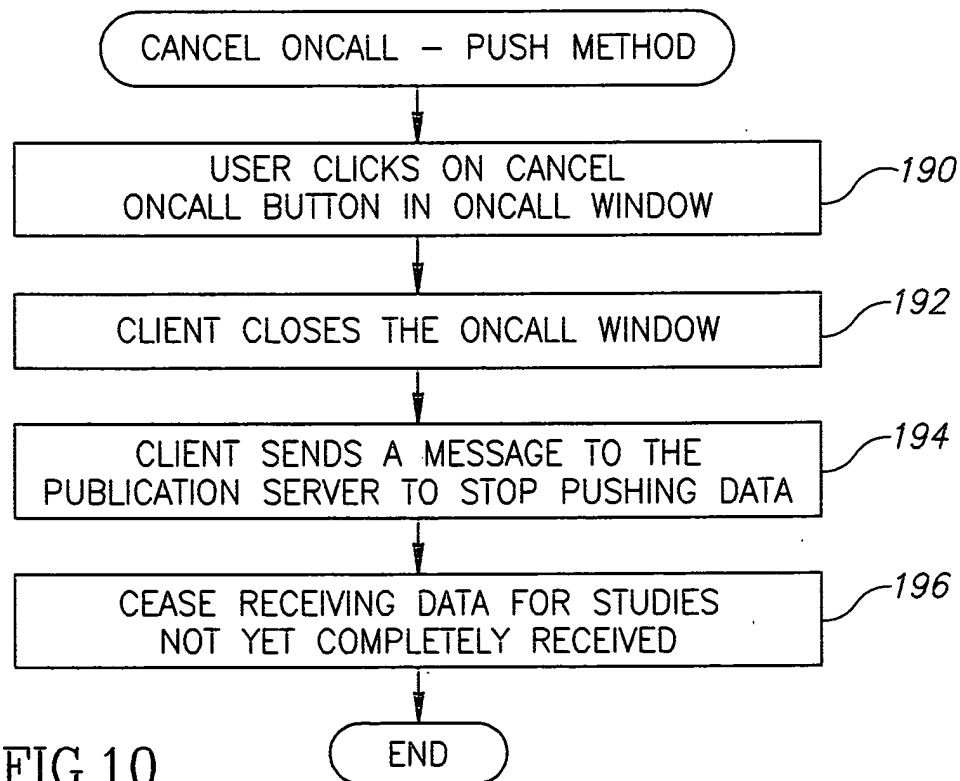 CANCEL ONCALL – PUSH METHOD
USER CLICKS ON CANCEL
ONCALL BUTTON IN ONCALL WINDOW
190
CLIENT CLOSES THE ONCALL WINDOW
192
CLIENT SENDS A MESSAGE TO THE
PUBLICATION SERVER TO STOP PUSHING DATA
194
CEASE RECEIVING DATA FOR STUDIES
NOT YET COMPLETELY RECEIVED
196
END
FIG.10